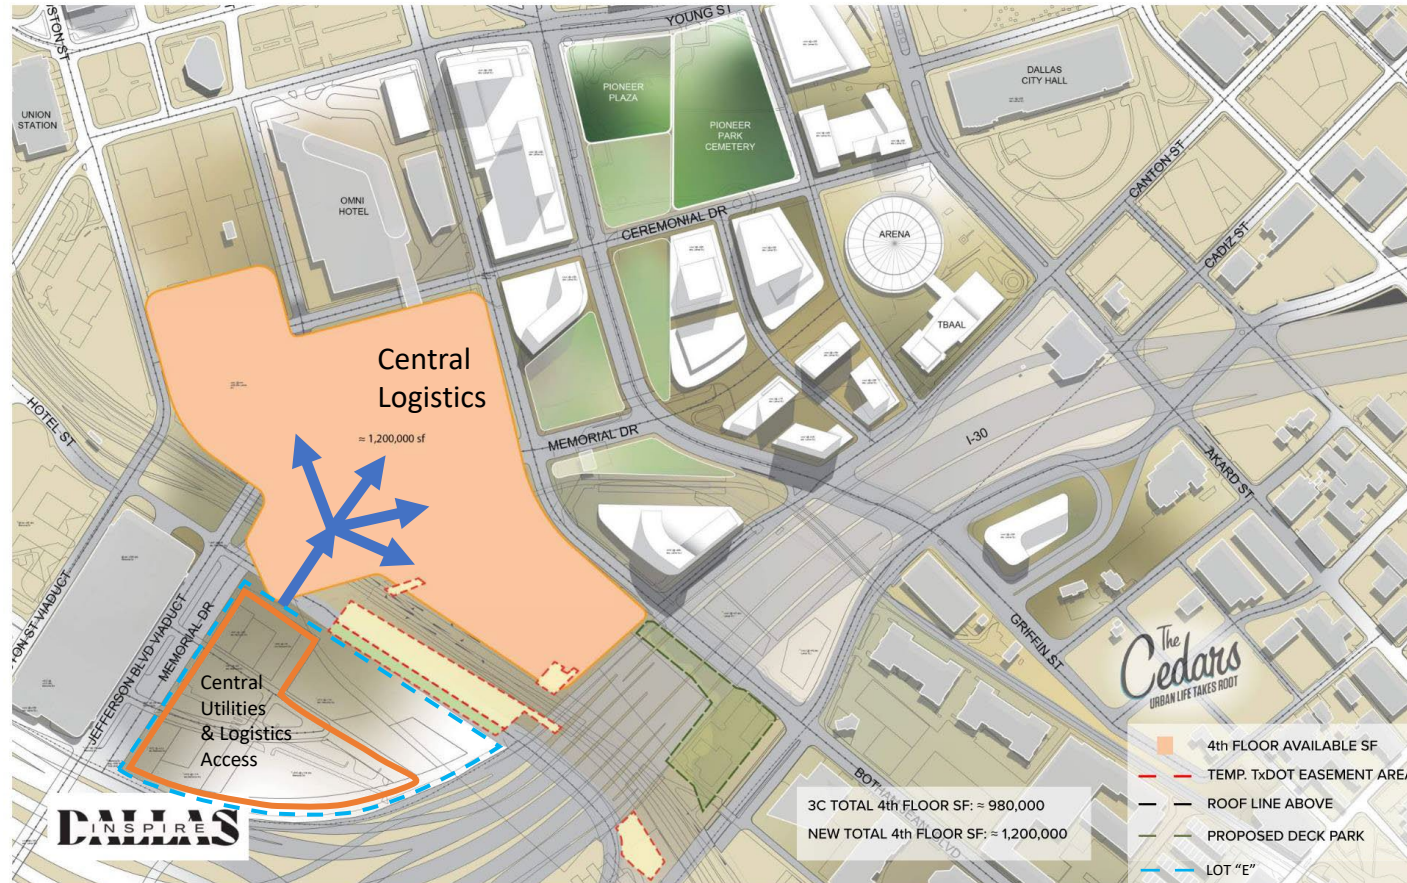 YOUNG ST
UNION
STATION
PIONEER
PLAZA
PIONEER
PARK
CEMETERY
DALLAS
CITY HALL
OMNI
HOTEL
CANTON ST
CEREMONIAL DR
ARENA
CADIZ ST
TBAAL
Central
Logistics
≈ 1,200,000 sf
HOTEL ST
MEMORIAL DR
I-30
AKARD ST
JEFFERSON BLVD VIADUCT
MEMORIAL DR
GRIFFIN ST
Central
Utilities
& Logistics
Access
The
Cedars
URBAN LIFE TAKES ROOT
4th FLOOR AVAILABLE SF
TEMP. TxDOT EASEMENT AREA
ROOF LINE ABOVE
PROPOSED DECK PARK
LOT “E”
3C TOTAL 4th FLOOR SF: ≈ 980,000
NEW TOTAL 4th FLOOR SF: ≈ 1,200,000
DALLAS
INSPIRE